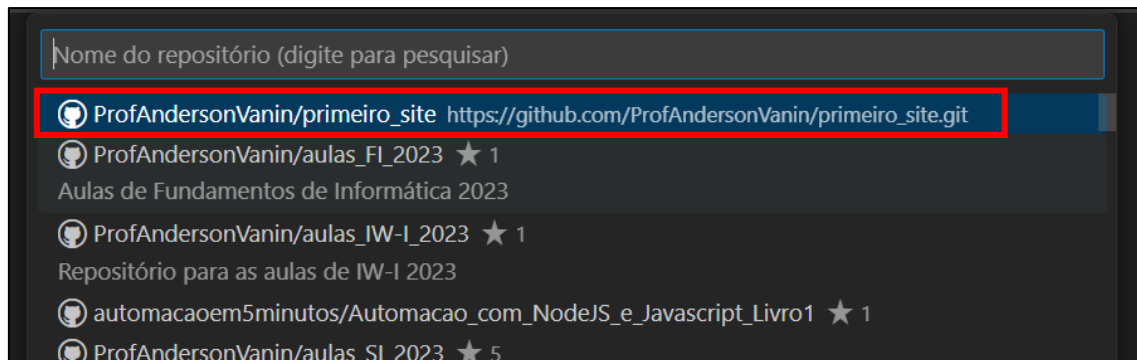 Nome do repositório (digite para pesquisar)
ProfAndersonVanin/primeiro_site https://github.com/ProfAndersonVanin/primeiro_site.git
ProfAndersonVanin/aulas_FI_2023 ★ 1
Aulas de Fundamentos de Informática 2023
ProfAndersonVanin/aulas_IW-I_2023 ★ 1
Repositório para as aulas de IW-I 2023
automacaoem5minutos/Automacao_com_NodeJS_e_Javascript_Livro1 ★ 1
ProfAndersonVanin/aulas_SI_2023 ★ 5